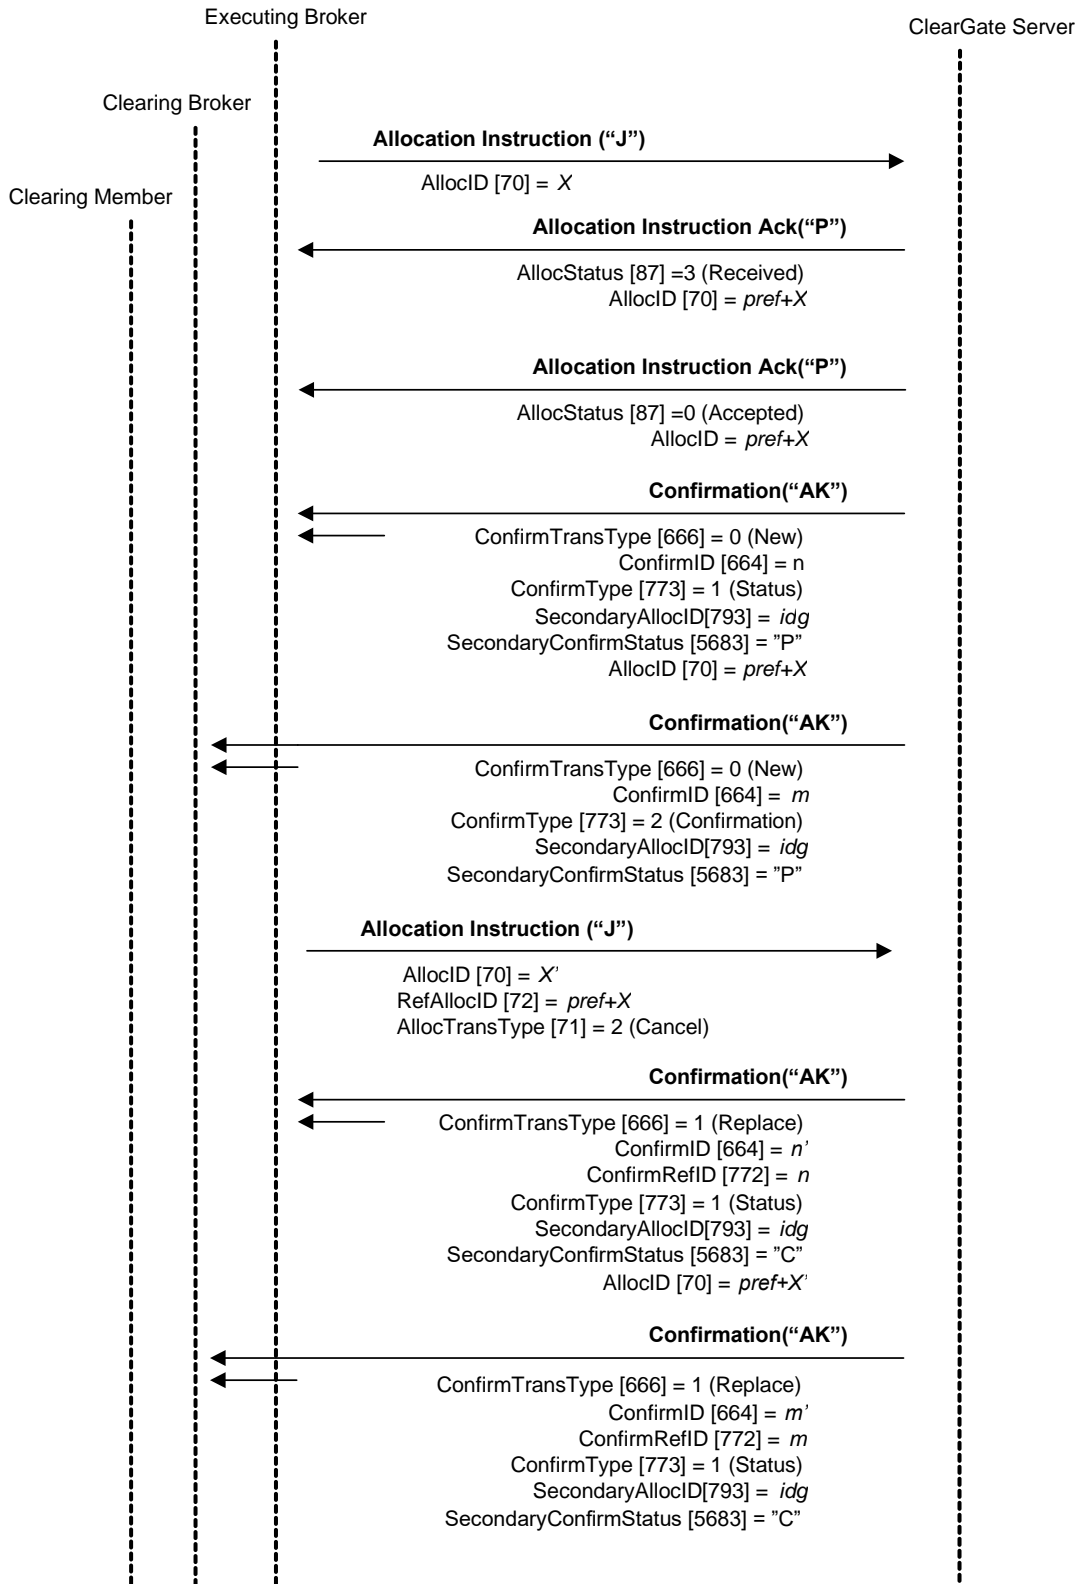 Executing Broker
ClearGate Server
Clearing Broker
Allocation Instruction (“J”)
AllocID [70] = X
Clearing Member
Allocation Instruction Ack(“P”)
AllocStatus [87] =3 (Received)
AllocID [70] = pref+X
Allocation Instruction Ack(“P”)
AllocStatus [87] =0 (Accepted)
AllocID = pref+X
Confirmation(“AK”)
ConfirmTransType [666] = 0 (New)
ConfirmID [664] = n
ConfirmType [773] = 1 (Status)
SecondaryAllocID[793] = idg
SecondaryConfirmStatus [5683] = ”P”
AllocID [70] = pref+X
Confirmation(“AK”)
ConfirmTransType [666] = 0 (New)
ConfirmID [664] = m
ConfirmType [773] = 2 (Confirmation)
SecondaryAllocID[793] = idg
SecondaryConfirmStatus [5683] = ”P”
Allocation Instruction (“J”)
AllocID [70] = X’
RefAllocID [72] = pref+X
AllocTransType [71] = 2 (Cancel)
Confirmation(“AK”)
ConfirmTransType [666] = 1 (Replace)
ConfirmID [664] = n’
ConfirmRefID [772] = n
ConfirmType [773] = 1 (Status)
SecondaryAllocID[793] = idg
SecondaryConfirmStatus [5683] = ”C”
AllocID [70] = pref+X’
Confirmation(“AK”)
ConfirmTransType [666] = 1 (Replace)
ConfirmID [664] = m’
ConfirmRefID [772] = m
ConfirmType [773] = 1 (Status)
SecondaryAllocID[793] = idg
SecondaryConfirmStatus [5683] = ”C”